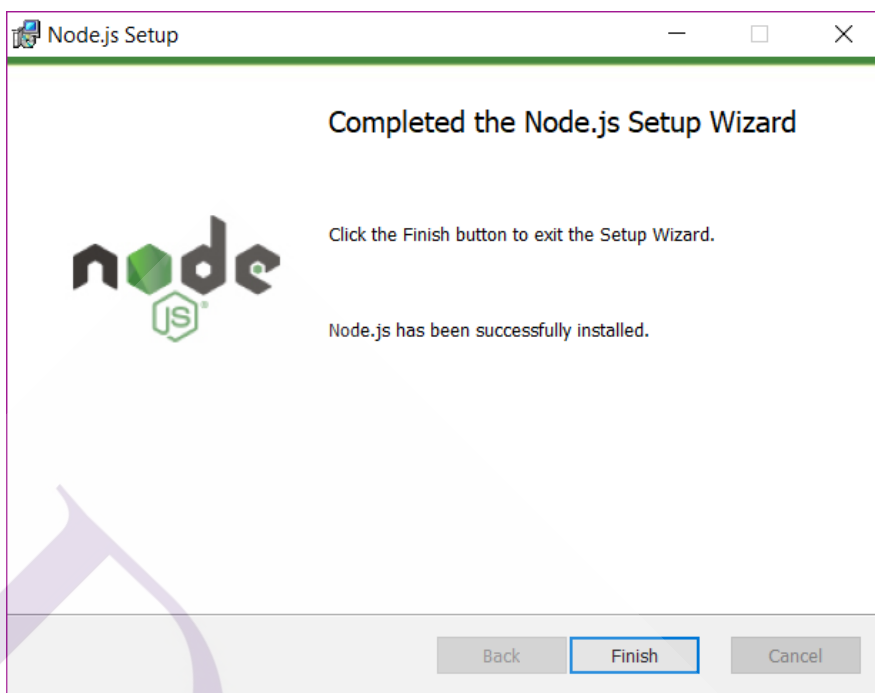 Node.js Setup
Completed the Node.js Setup Wizard
Click the Finish button to exit the Setup Wizard.
node
JS
Node.js has been successfully installed.
Back
Finish
Cancel